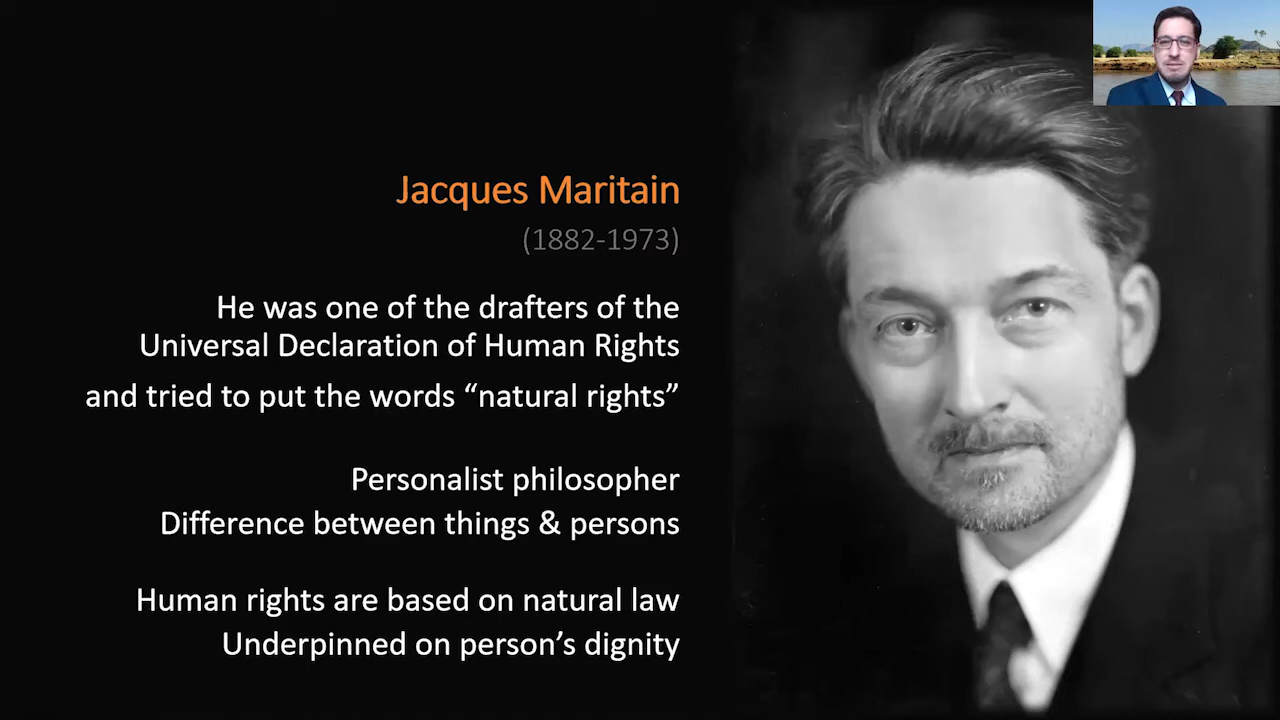 Jacques Maritain
(1882-1973)
He was one of the drafters of the
Universal Declaration of Human Rights
and tried to put the words “natural rights”
Personalist philosopher
Difference between things & persons
Human rights are based on natural law
Underpinned on person’s dignity